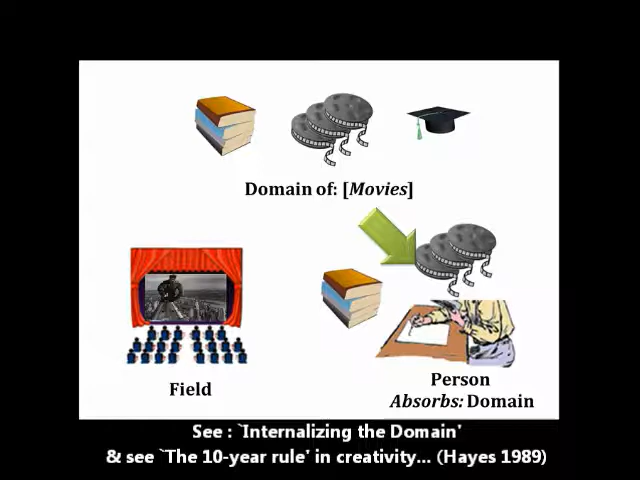 Domain of: [Movies]
Field
Person
Absorbs: Domain
See : `Internalizing the Domain'
& see `The 10-year rule' in creativity... (Hayes 1989)